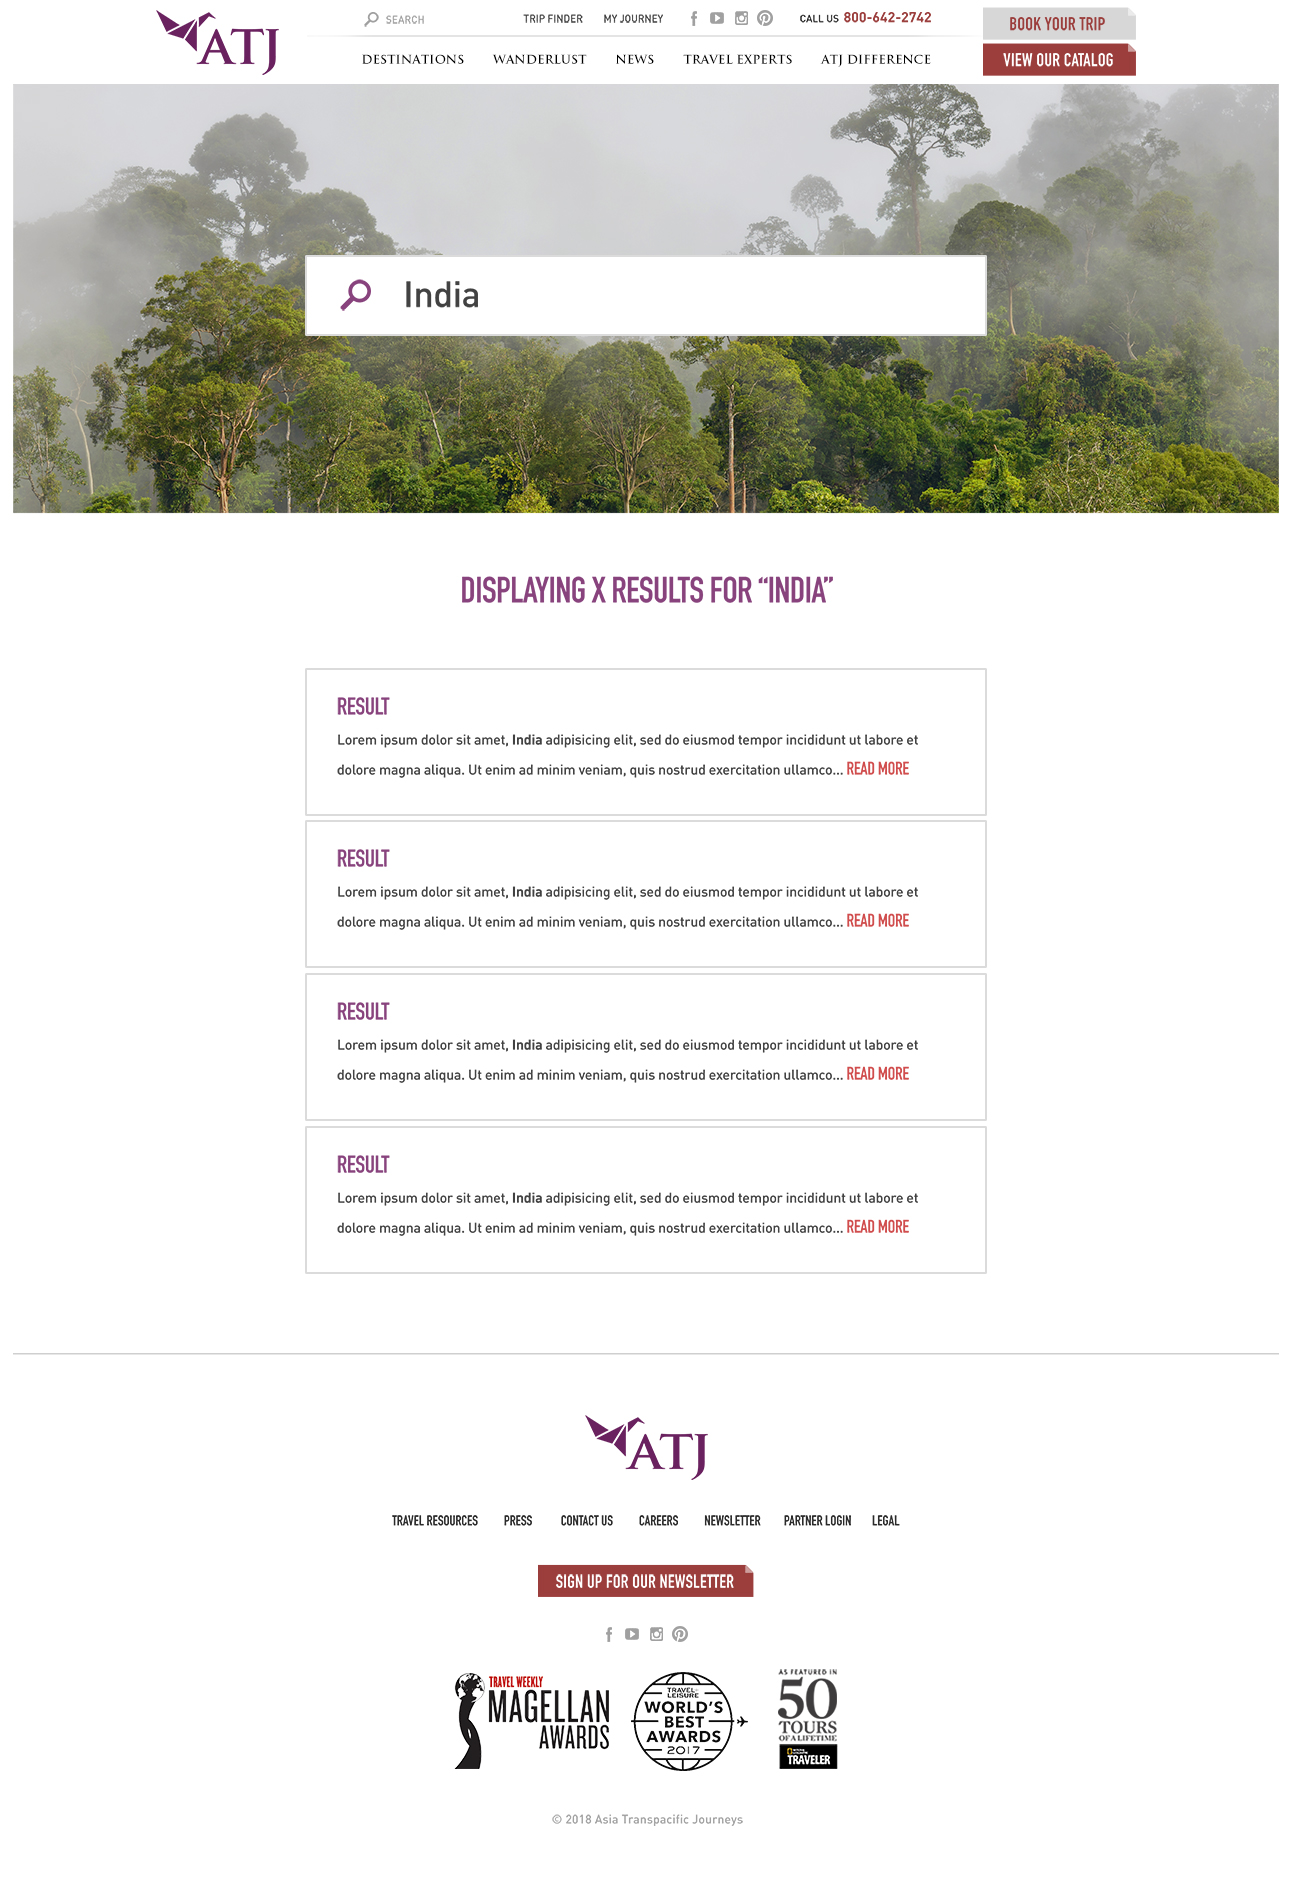 ATJ
SEARCH
TRIP FINDER
MY JOURNEY
CALL US 800-642-2742
BOOK YOUR TRIP
DESTINATIONS
WANDERLUST
NEWS
TRAVEL EXPERTS
ATJ DIFFERENCE
VIEW OUR CATALOG
India
DISPLAYING X RESULTS FOR “INDIA”
RESULT
Lorem ipsum dolor sit amet, India adipisicing elit, sed do eiusmod tempor incididunt ut labore et
dolore magna aliqua. Ut enim ad minim veniam, quis nostrud exercitation ullamco... READ MORE
RESULT
Lorem ipsum dolor sit amet, India adipisicing elit, sed do eiusmod tempor incididunt ut labore et
dolore magna aliqua. Ut enim ad minim veniam, quis nostrud exercitation ullamco... READ MORE
RESULT
Lorem ipsum dolor sit amet, India adipisicing elit, sed do eiusmod tempor incididunt ut labore et
dolore magna aliqua. Ut enim ad minim veniam, quis nostrud exercitation ullamco... READ MORE
RESULT
Lorem ipsum dolor sit amet, India adipisicing elit, sed do eiusmod tempor incididunt ut labore et
dolore magna aliqua. Ut enim ad minim veniam, quis nostrud exercitation ullamco... READ MORE
ATJ
TRAVEL RESOURCES
PRESS
CONTACT US
CAREERS
NEWSLETTER
PARTNER LOGIN
LEGAL
SIGN UP FOR OUR NEWSLETTER
TRAVEL WEEKLY
MAGELLAN
AWARDS
TRAVEL+
LEISURE
WORLD'S
BEST
AWARDS
2017
AS FEATURED IN
50
TOURS
OF A LIFETIME
TRAVELER
© 2018 Asia Transpacific Journeys